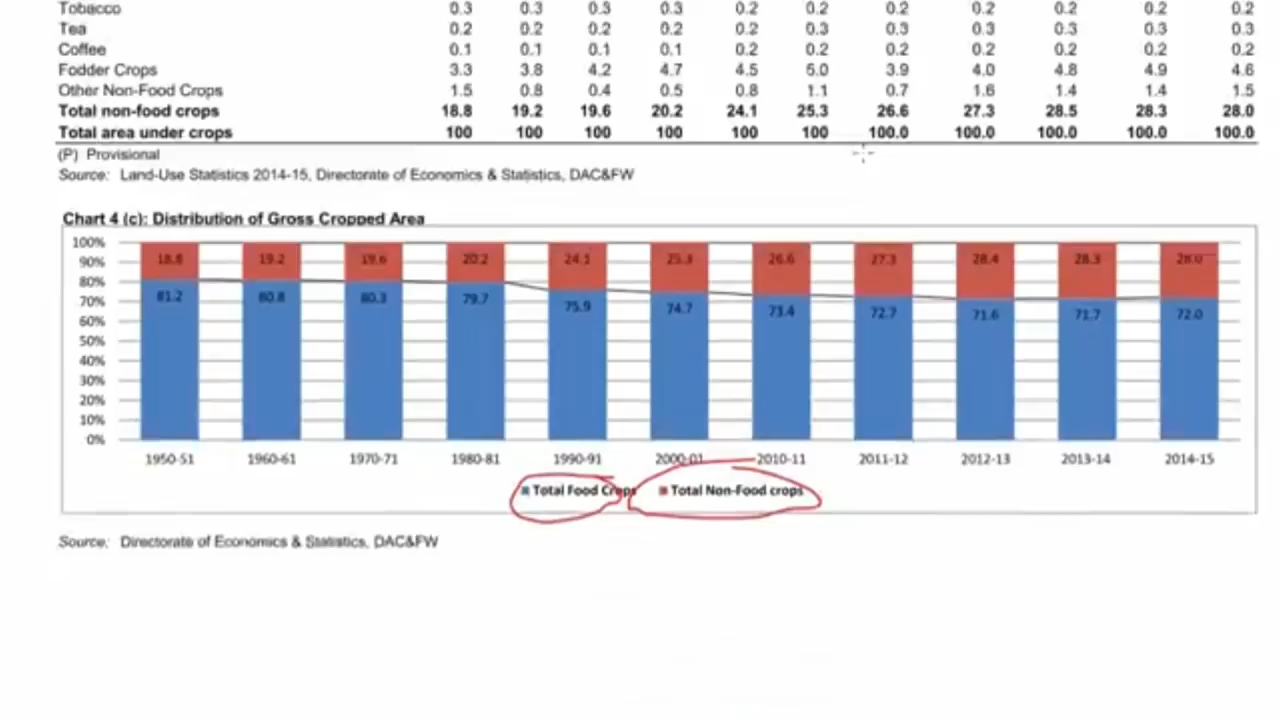 Tobacco 0.3 0.3 0.3 0.3 0.2 0.2 0.2 0.2 0.2 0.2 0.2
Tea 0.2 0.2 0.2 0.2 0.2 0.3 0.3 0.3 0.3 0.3 0.3
Coffee 0.1 0.1 0.1 0.1 0.2 0.2 0.2 0.2 0.2 0.2 0.2
Fodder Crops 3.3 3.8 4.2 4.7 4.5 5.0 3.9 4.0 4.8 4.9 4.6
Other Non-Food Crops 1.5 0.8 0.4 0.5 0.8 1.1 0.7 1.6 1.4 1.4 1.5
Total non-food crops 18.8 19.2 19.6 20.2 24.1 25.3 26.6 27.3 28.5 28.3 28.0
Total area under crops 100 100 100 100 100 100 100.0 100.0 100.0 100.0 100.0
(P) Provisional
Source: Land-Use Statistics 2014-15, Directorate of Economics & Statistics, DAC&FW
Chart 4 (c): Distribution of Gross Cropped Area
100%
90% 18.8 19.2 19.6 20.2 24.1 25.3 26.6 27.3 28.4 28.3 28.0
80%
70% 81.2 80.8 80.3 79.7 75.9 74.7 73.4 72.7 71.6 71.7 72.0
60%
50%
40%
30%
20%
10%
0%
1950-51 1960-61 1970-71 1980-81 1990-91 2000-01 2010-11 2011-12 2012-13 2013-14 2014-15
Total Food Crops Total Non-Food crops
Source: Directorate of Economics & Statistics, DAC&FW